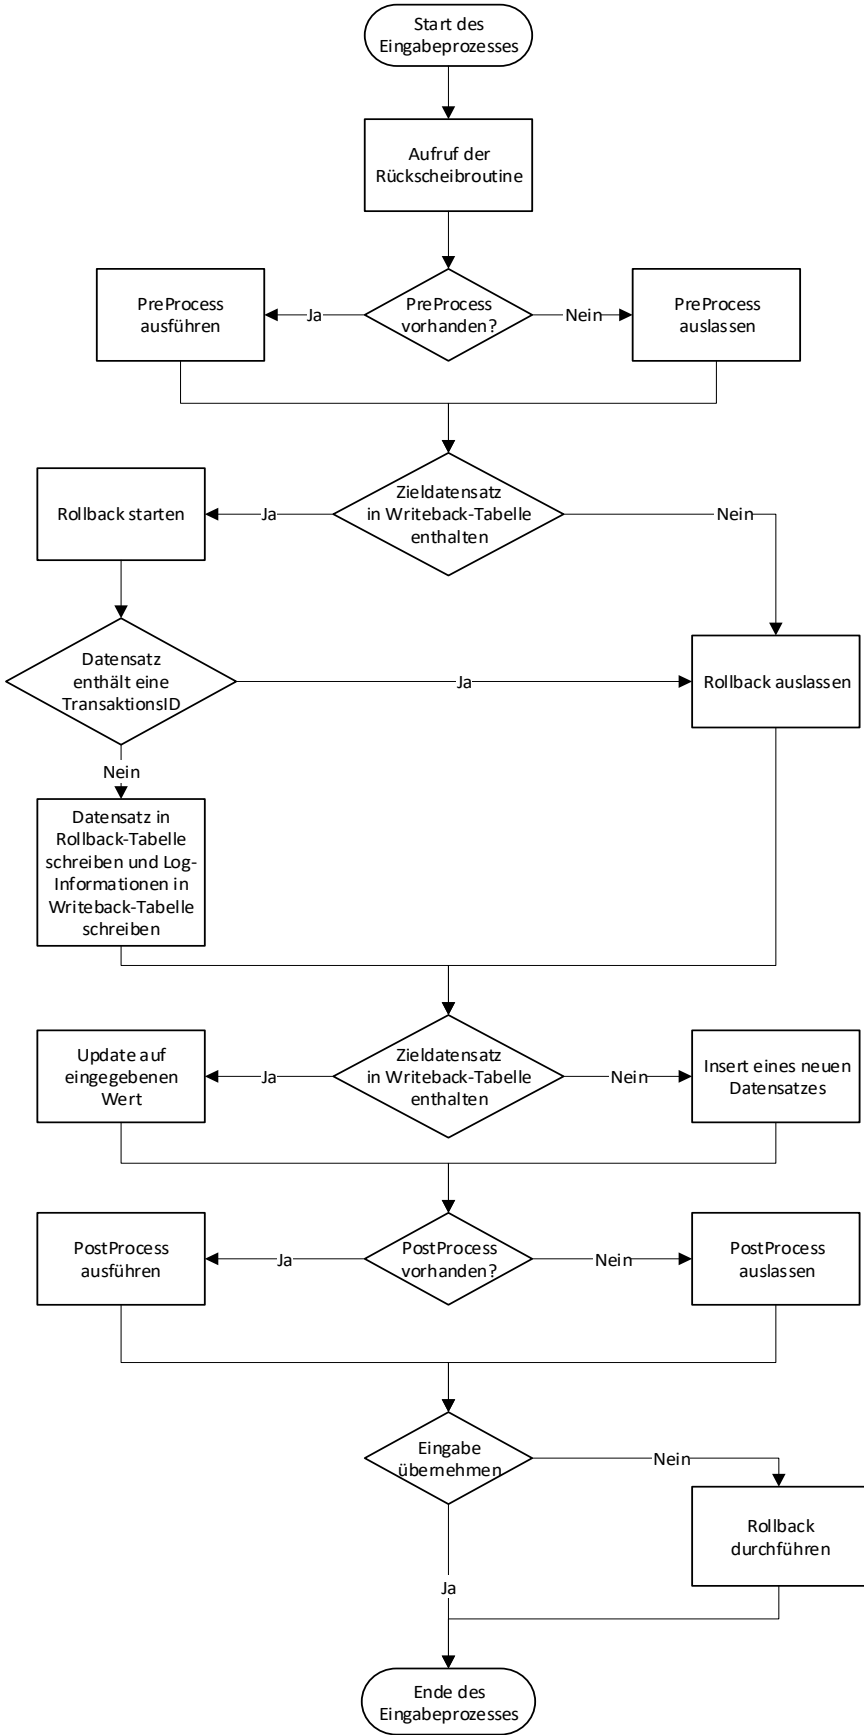 Start des
Eingabeprozesses
Aufruf der
Rückscheibroutine
PreProcess
ausführen
Ja
PreProcess
vorhanden?
Nein
PreProcess
auslassen
Zieldatensatz
in Writeback-Tabelle
enthalten
Ja
Rollback starten
Nein
Datensatz
enthält eine
TransaktionsID
Ja
Rollback auslassen
Nein
Datensatz in
Rollback-Tabelle
schreiben und Log-
Informationen in
Writeback-Tabelle
schreiben
Update auf
eingegebenen
Wert
Ja
Zieldatensatz
in Writeback-Tabelle
enthalten
Nein
Insert eines neuen
Datensatzes
PostProcess
ausführen
Ja
PostProcess
vorhanden?
Nein
PostProcess
auslassen
Eingabe
übernehmen
Nein
Rollback
durchführen
Ja
Ende des
Eingabeprozesses